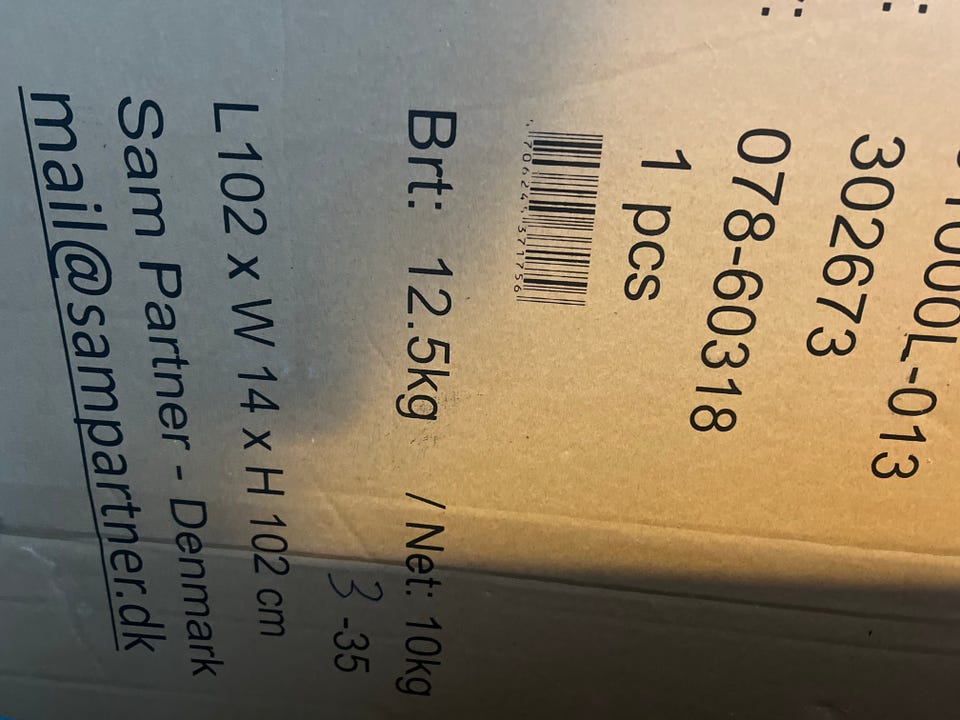 1000L-013
302673
078-60318
1 pcs
Brt: 12.5kg / Net: 10kg
3 -35
L 102 x W 14 x H 102 cm
Sam Partner - Denmark
mail@sampartner.dk